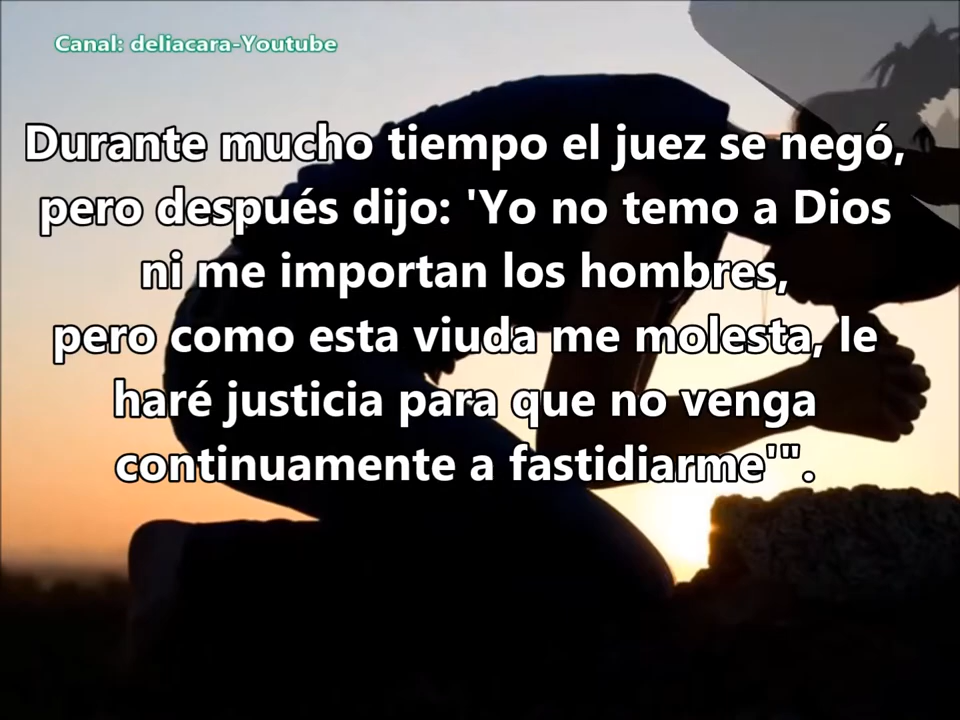 Canal: deliacara-Youtube
Durante mucho tiempo el juez se negó,
pero después dijo: 'Yo no temo a Dios
ni me importan los hombres,
pero como esta viuda me molesta, le
haré justicia para que no venga
continuamente a fastidiarme'".